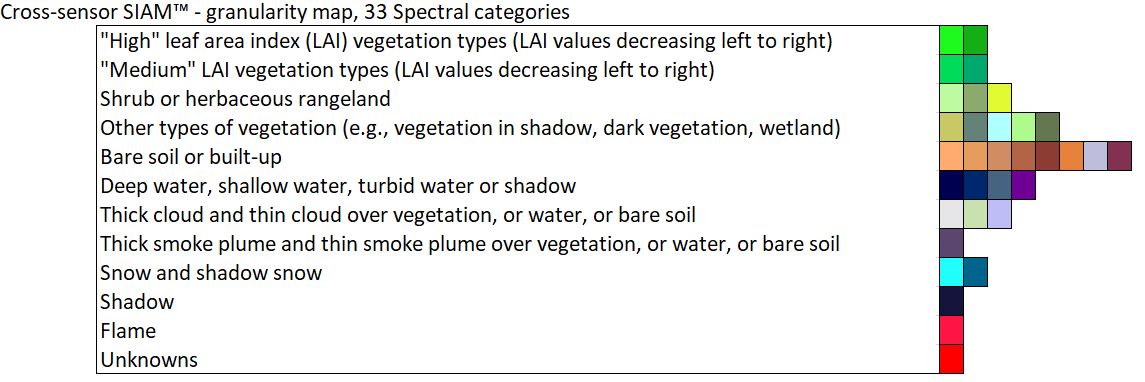 Cross-sensor SIAM™ - granularity map, 33 Spectral categories
"High" leaf area index (LAI) vegetation types (LAI values decreasing left to right)
"Medium" LAI vegetation types (LAI values decreasing left to right)
Shrub or herbaceous rangeland
Other types of vegetation (e.g., vegetation in shadow, dark vegetation, wetland)
Bare soil or built-up
Deep water, shallow water, turbid water or shadow
Thick cloud and thin cloud over vegetation, or water, or bare soil
Thick smoke plume and thin smoke plume over vegetation, or water, or bare soil
Snow and shadow snow
Shadow
Flame
Unknowns